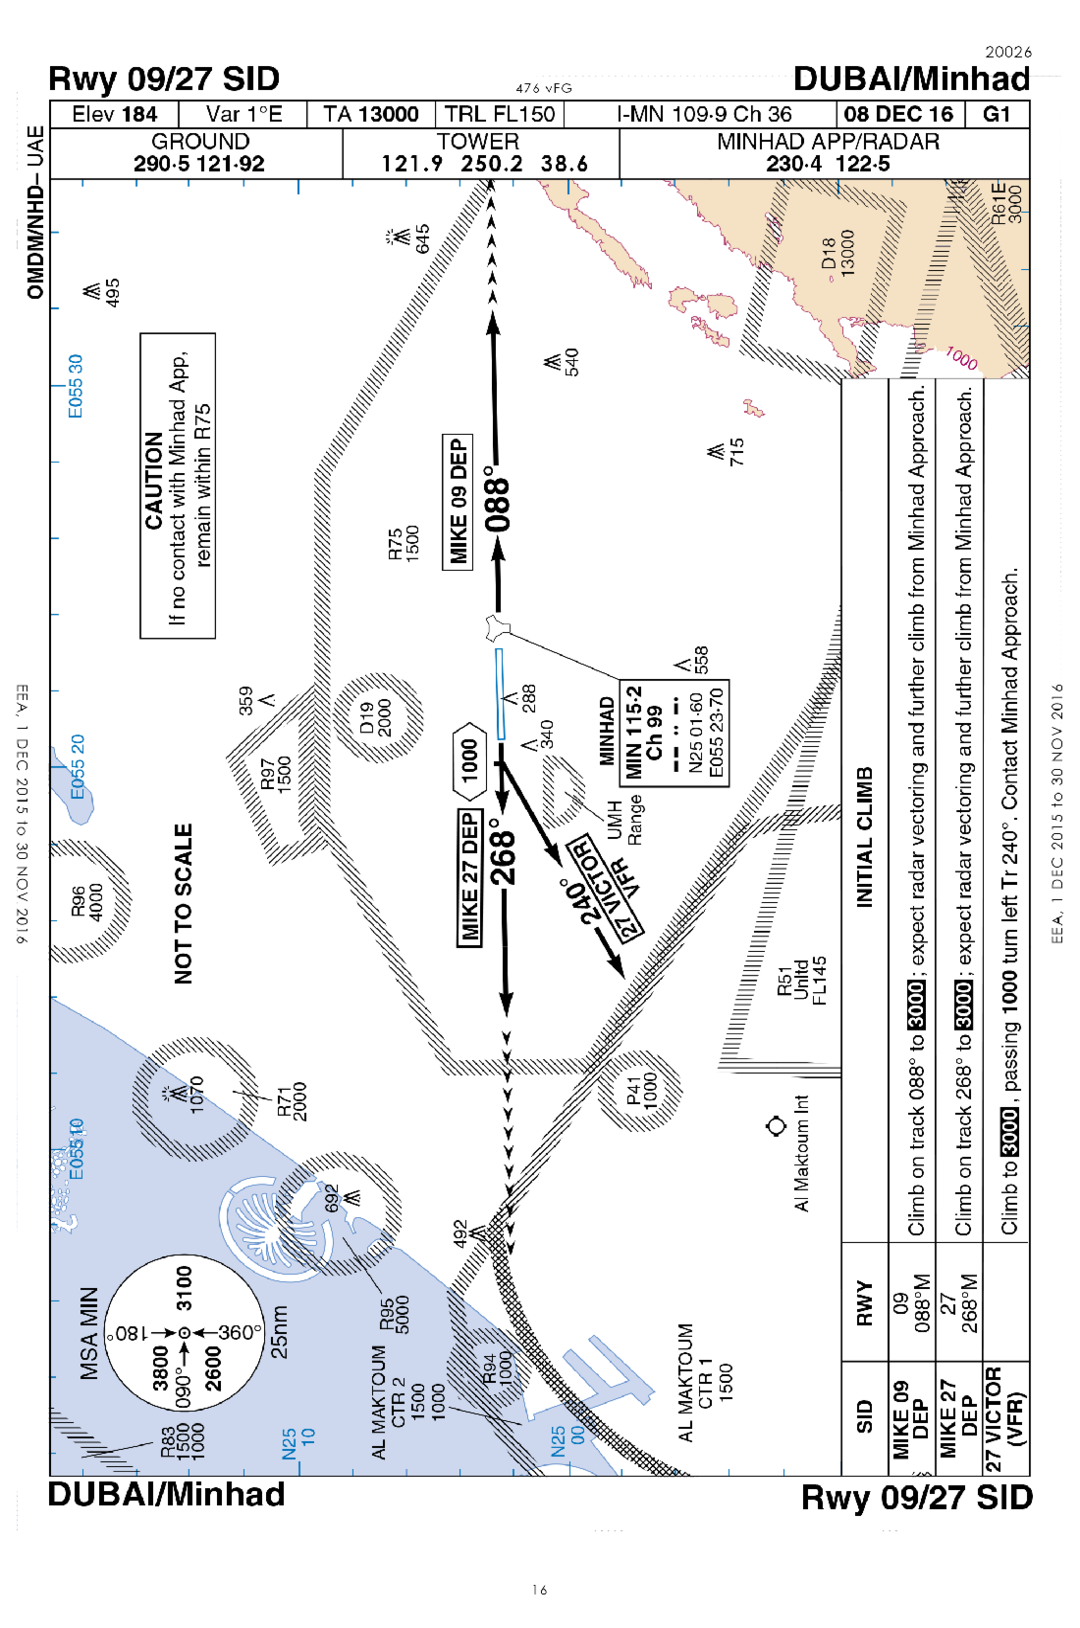 20026
Rwy 09/27 SID
476 vFG
DUBAI/Minhad
Elev 184
Var 1°E
TA 13000
TRL FL150
I-MN 109·9 Ch 36
08 DEC 16
G1
GROUND
290·5 121·92
TOWER
121.9 250.2 38.6
MINHAD APP/RADAR
230·4 122·5
OMDM/NHD– UAE
EEA, 1 DEC 2015 to 30 NOV 2016
EEA, 1 DEC 2015 to 30 NOV 2016
495
645
R61E
3000
D18
13000
1000
E055 30
540
715
CAUTION
If no contact with Minhad App,
remain within R75
R75
1500
MIKE 09 DEP
088°
359
D19
2000
R97
1500
288
340
558
MINHAD
MIN 115·2
Ch 99
N25 01·60
E055 23·70
1000
MIKE 27 DEP
268°
UMH
Range
240°
27 VICTOR
VFR
E055 20
R96
4000
NOT TO SCALE
R51
Unltd
FL145
1070
R71
2000
P41
1000
Al Maktoum Int
E055 10
692
492
R95
5000
MSA MIN
180°
3100
360°
3800
090°
2600
25nm
AL MAKTOUM
CTR 2
1500
1000
R94
1000
AL MAKTOUM
CTR 1
1500
R83
1500
1000
N25
10
N25
00
SID
RWY
INITIAL CLIMB
MIKE 09
DEP
09
088°M
Climb on track 088° to 3000; expect radar vectoring and further climb from Minhad Approach.
MIKE 27
DEP
27
268°M
Climb on track 268° to 3000; expect radar vectoring and further climb from Minhad Approach.
27 VICTOR
(VFR)
Climb to 3000, passing 1000 turn left Tr 240°. Contact Minhad Approach.
DUBAI/Minhad
Rwy 09/27 SID
16